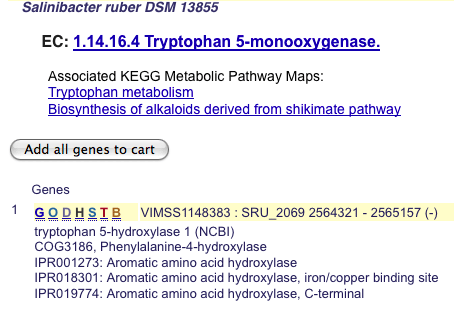 Salinibacter ruber DSM 13855
EC: 1.14.16.4 Tryptophan 5-monooxygenase.
Associated KEGG Metabolic Pathway Maps:
Tryptophan metabolism
Biosynthesis of alkaloids derived from shikimate pathway
Add all genes to cart
Genes
1 G O D H S T B VIMSS1148383 : SRU_2069 2564321 - 2565157 (-)
tryptophan 5-hydroxylase 1 (NCBI)
COG3186, Phenylalanine-4-hydroxylase
IPR001273: Aromatic amino acid hydroxylase
IPR018301: Aromatic amino acid hydroxylase, iron/copper binding site
IPR019774: Aromatic amino acid hydroxylase, C-terminal